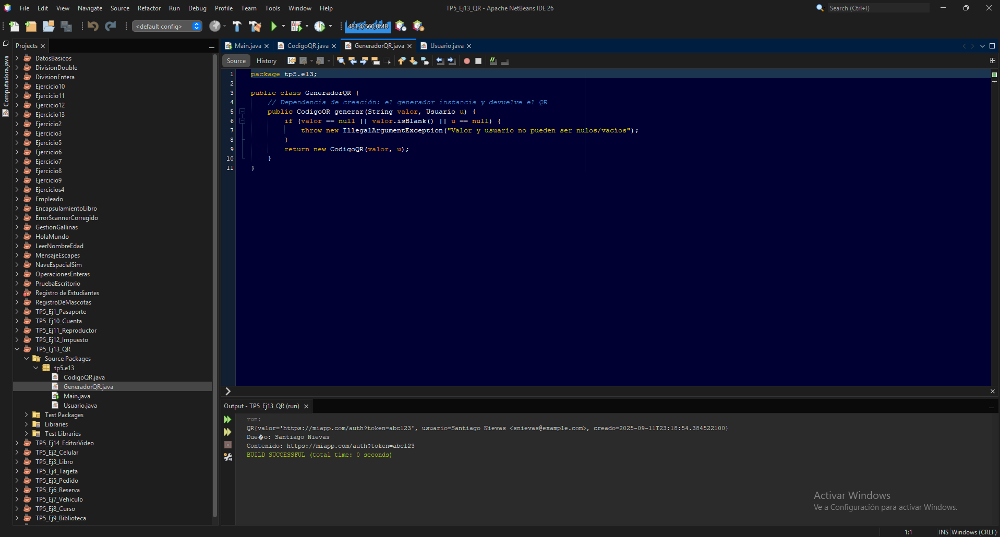 File Edit View Navigate Source Refactor Run Debug Profile Team Tools Window Help
TP5_Ej13_QR - Apache NetBeans IDE 26
Search (Ctrl+I)
<default config>
481,4/560,0MB
Computadora.java
Projects
DatosBasicos
DivisionDouble
DivisionEntera
Ejercicio10
Ejercicio11
Ejercicio12
Ejercicio13
Ejercicio2
Ejercicio3
Ejercicio5
Ejercicio6
Ejercicio7
Ejercicio8
Ejercicio9
Ejercicios4
Empleado
EncapsulamientoLibro
ErrorScannerCorregido
GestionGallinas
HolaMundo
LeerNombreEdad
MensajeEscapes
NaveEspacialSim
OperacionesEnteras
PruebaEscritorio
Registro de Estudiantes
RegistroDeMascotas
TP5_Ej1_Pasaporte
TP5_Ej10_Cuenta
TP5_Ej11_Reproductor
TP5_Ej12_Impuesto
TP5_Ej13_QR
Source Packages
tp5.e13
CodigoQR.java
GeneradorQR.java
Main.java
Usuario.java
Test Packages
Libraries
Test Libraries
TP5_Ej14_EditorVideo
TP5_Ej2_Celular
TP5_Ej3_Libro
TP5_Ej4_Tarjeta
TP5_Ej5_Pedido
TP5_Ej6_Reserva
TP5_Ej7_Vehiculo
TP5_Ej8_Curso
TP5_Ej9_Biblioteca
Main.java CodigoQR.java GeneradorQR.java Usuario.java
Source History
1 package tp5.e13;
2
3 public class GeneradorQR {
4 // Dependencia de creación: el generador instancia y devuelve el QR
5 public CodigoQR generar(String valor, Usuario u) {
6 if (valor == null || valor.isBlank() || u == null) {
7 throw new IllegalArgumentException("Valor y usuario no pueden ser nulos/vacíos");
8 }
9 return new CodigoQR(valor, u);
10 }
11 }
Output - TP5_Ej13_QR (run)
run:
QR{valor='https://miapp.com/auth?token=abc123', usuario=Santiago Nievas <snievas@example.com>, creado=2025-09-11T23:18:54.384522100}
Due�o: Santiago Nievas
Contenido: https://miapp.com/auth?token=abc123
BUILD SUCCESSFUL (total time: 0 seconds)
Activar Windows
Ve a Configuración para activar Windows.
1:1 INS Windows (CRLF)